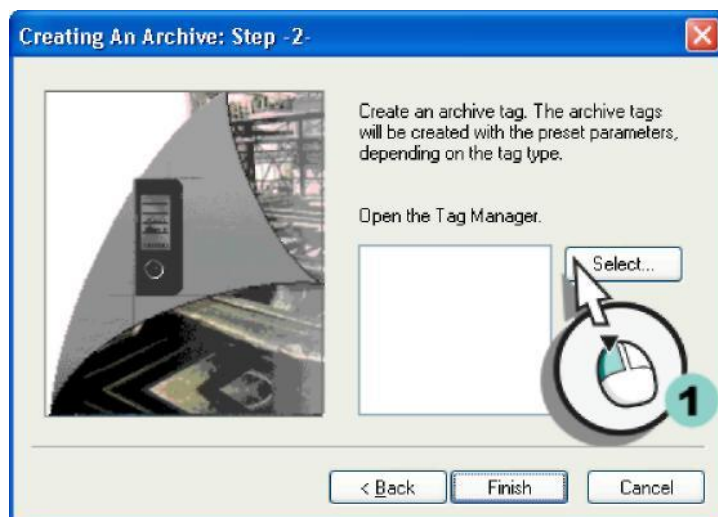 Creating An Archive: Step -2-
Create an archive tag. The archive tags
will be created with the preset parameters,
depending on the tag type.
Open the Tag Manager.
Select...
1
< Back
Finish
Cancel